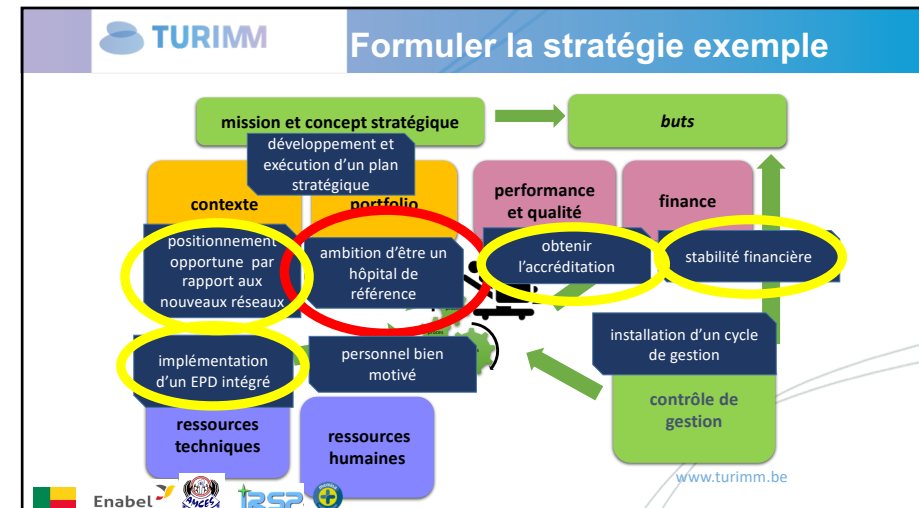 TURIMM
Formuler la stratégie exemple
mission et concept stratégique
buts
développement et
exécution d'un plan
stratégique
contexte
portfolio
performance
et qualité
finance
positionnement
opportune par
rapport aux
nouveaux réseaux
ambition d'être un
hôpital de
référence
obtenir
l'accréditation
stabilité financière
implémentation
d'un EPD intégré
personnel bien
motivé
installation d'un cycle
de gestion
ressources
techniques
ressources
humaines
contrôle de
gestion
www.turimm.be
Enabel